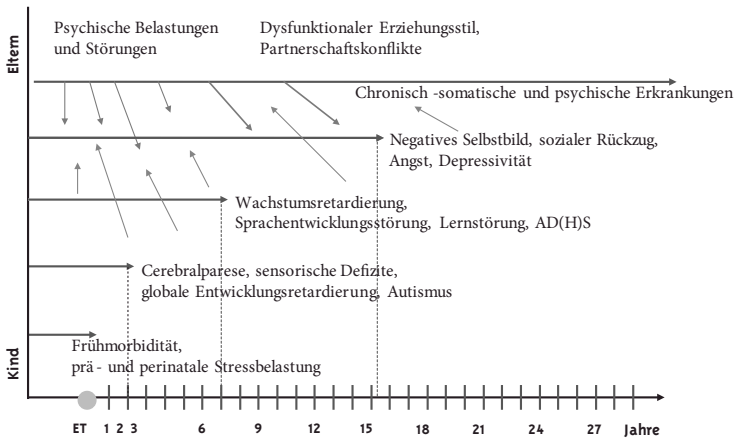 Eltern
Psychische Belastungen
und Störungen
Dysfunktionaler Erziehungsstil,
Partnerschaftskonflikte
Chronisch -somatische und psychische Erkrankungen
Negatives Selbstbild, sozialer Rückzug,
Angst, Depressivität
Wachstumsretardierung,
Sprachentwicklungsstörung, Lernstörung, AD(H)S
Cerebralparese, sensorische Defizite,
globale Entwicklungsretardierung, Autismus
Kind
Frühmorbidität,
prä - und perinatale Stressbelastung
ET 1 2 3 6 9 12 15 18 21 24 27 Jahre